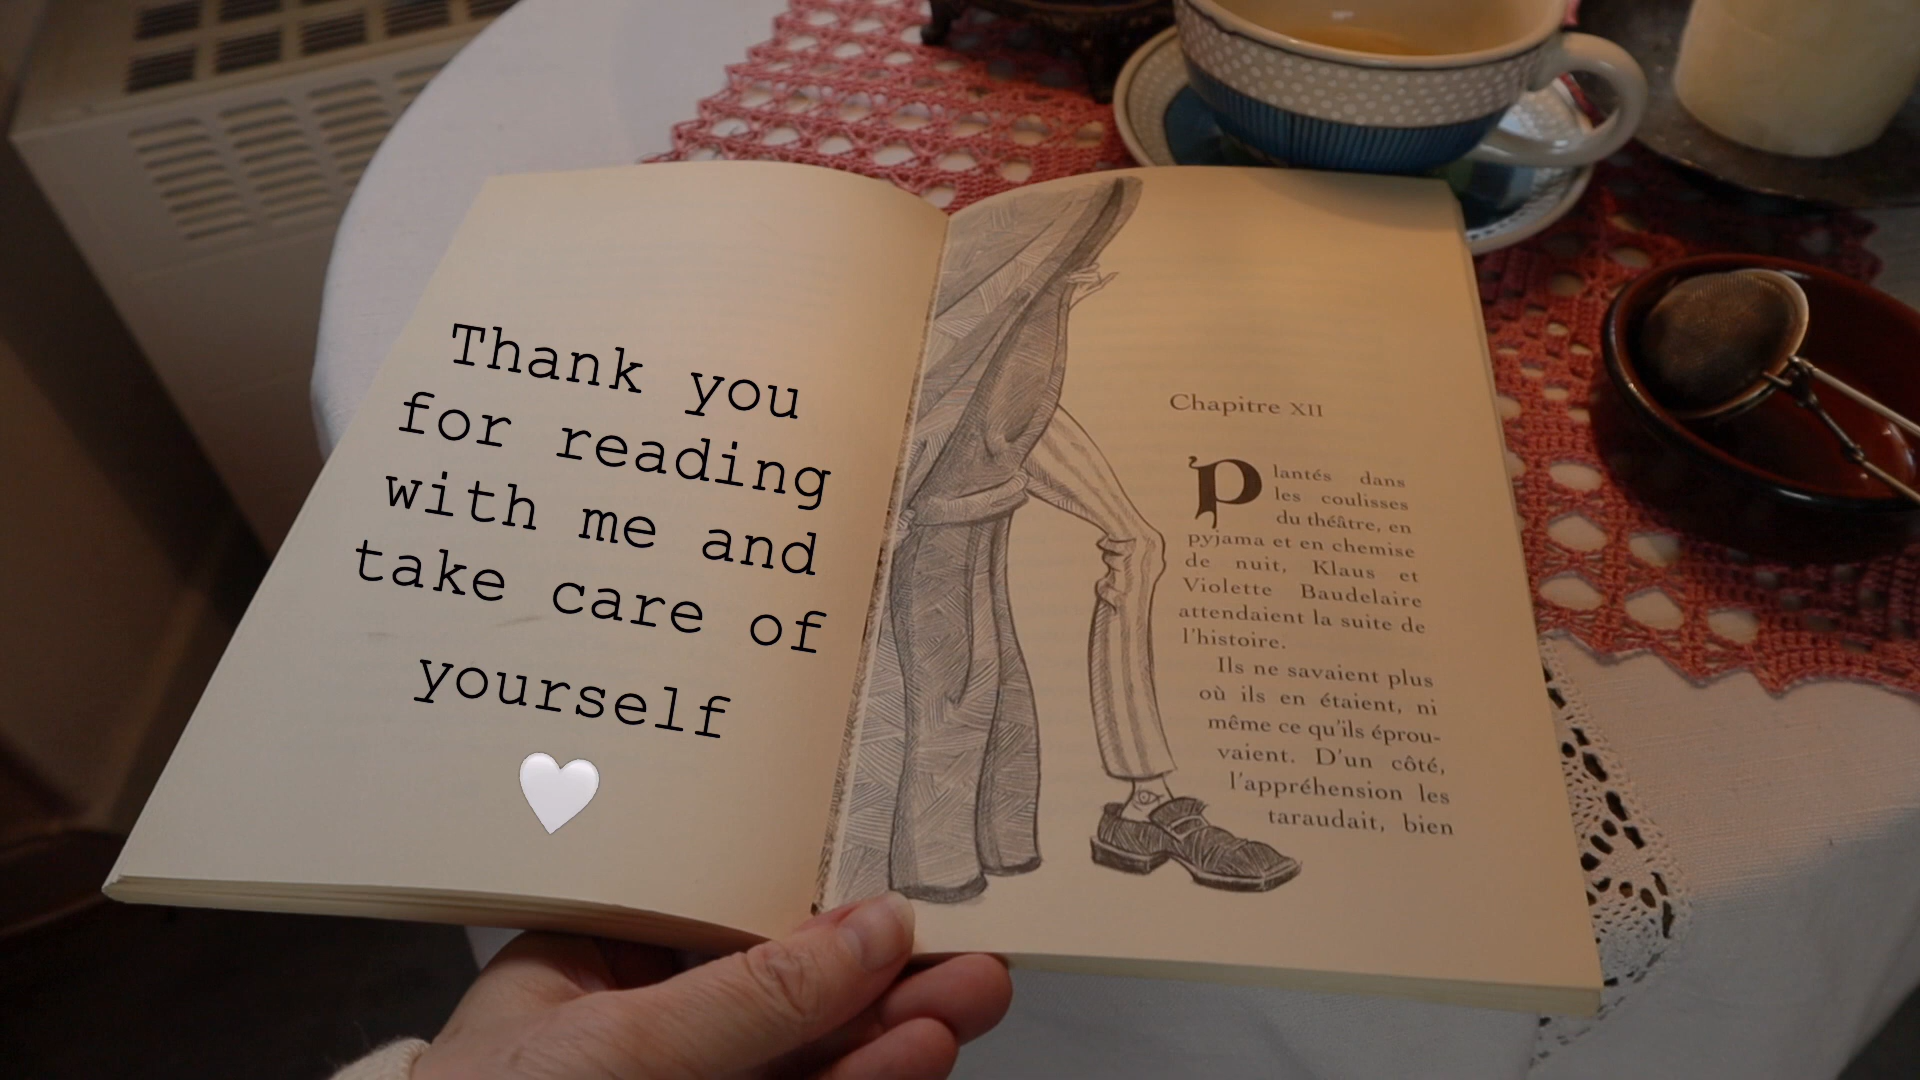 Thank you
for reading
with me and
take care of
yourself
🤍
Chapitre XII
Plantés dans
les coulisses
du théâtre, en
pyjama et en chemise
de nuit, Klaus et
Violette Baudelaire
attendaient la suite de
l'histoire.
Ils ne savaient plus
où ils en étaient, ni
même ce qu'ils éprou-
vaient. D'un côté,
l'appréhension les
taraudait, bien